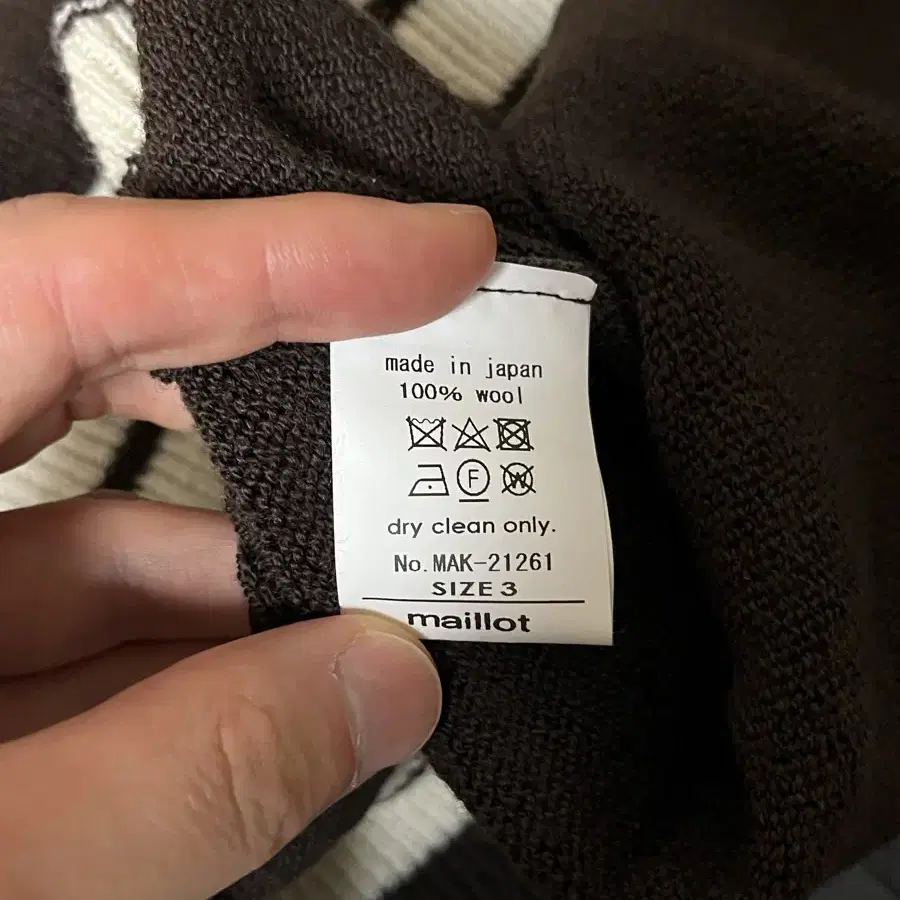 made in japan
100% wool
F W
dry clean only.
No. MAK-21261
SIZE 3
maillot